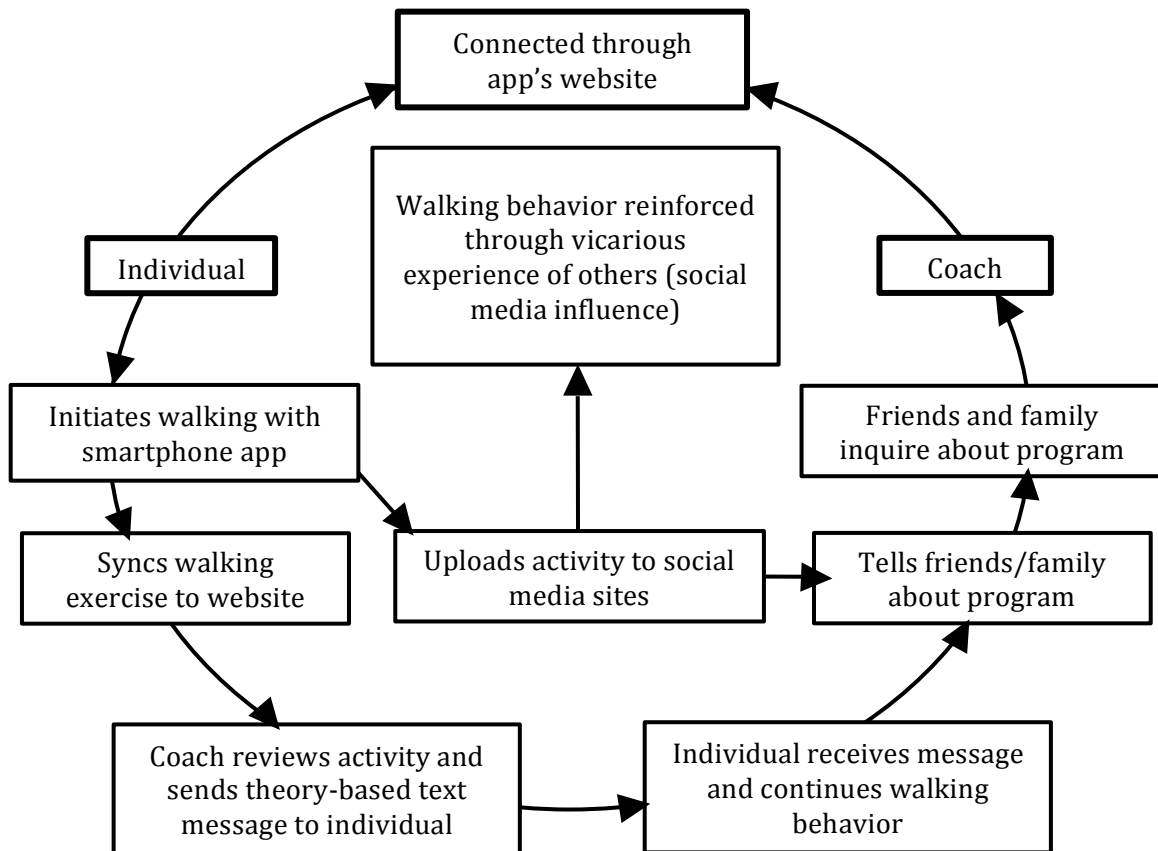 Connected through
app’s website
Walking behavior reinforced
through vicarious
experience of others (social
media influence)
Individual
Coach
Initiates walking with
smartphone app
Friends and family
inquire about program
Syncs walking
exercise to website
Uploads activity to social
media sites
Tells friends/family
about program
Coach reviews activity and
sends theory-based text
message to individual
Individual receives message
and continues walking
behavior